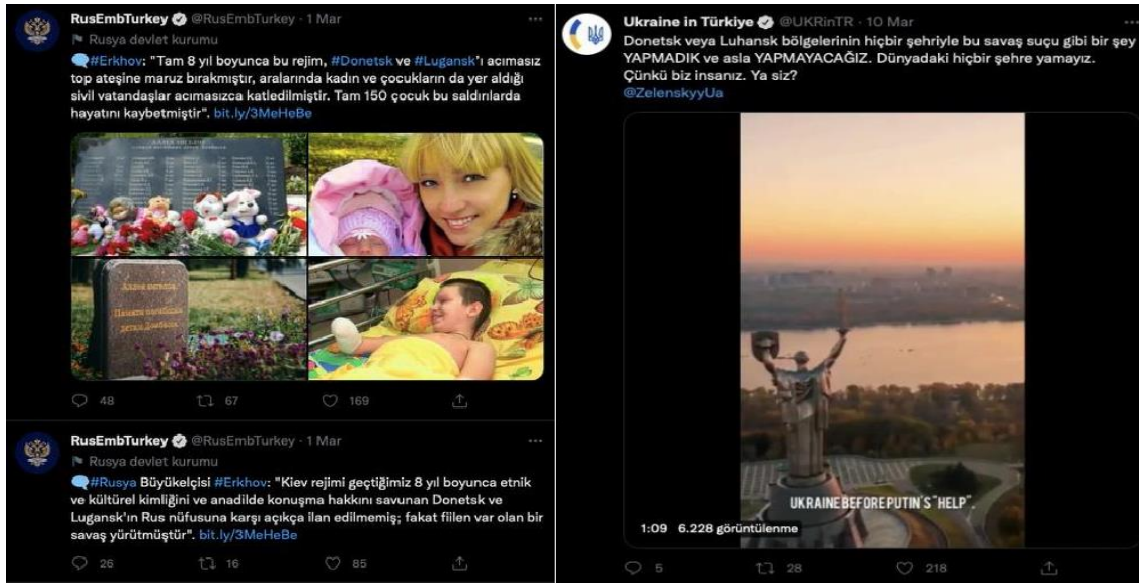 RusEmbTurkey @RusEmbTurkey · 1 Mar
Rusya devlet kurumu
#Erkhov: "Tam 8 yıl boyunca bu rejim, #Donetsk ve #Lugansk'ı acımasız
top ateşine maruz bırakmıştır, aralarında kadın ve çocukların da yer aldığı
sivil vatandaşlar acımasızca katledilmiştir. Tam 150 çocuk bu saldırılarda
hayatını kaybetmiştir". bit.ly/3MeHeBe
48 67 169
RusEmbTurkey @RusEmbTurkey · 1 Mar
Rusya devlet kurumu
#Rusya Büyükelçisi #Erkhov: "Kiev rejimi geçtiğimiz 8 yıl boyunca etnik
ve kültürel kimliğini ve anadilde konuşma hakkını savunan Donetsk ve
Lugansk'ın Rus nüfusuna karşı açıkça ilan edilmemiş; fakat fiilen var olan bir
savaş yürütmüştür". bit.ly/3MeHeBe
26 16 85
Ukraine in Türkiye @UKRinTR · 10 Mar
Donetsk veya Luhansk bölgelerinin hiçbir şehriyle bu savaş suçu gibi bir şey
YAPMADIK ve asla YAPMAYACAĞIZ. Dünyadaki hiçbir şehre yamayız.
Çünkü biz insanız. Ya siz?
@ZelenskyyUa
UKRAINE BEFORE PUTIN'S "HELP".
1:09 6.228 görüntülenme
5 28 218